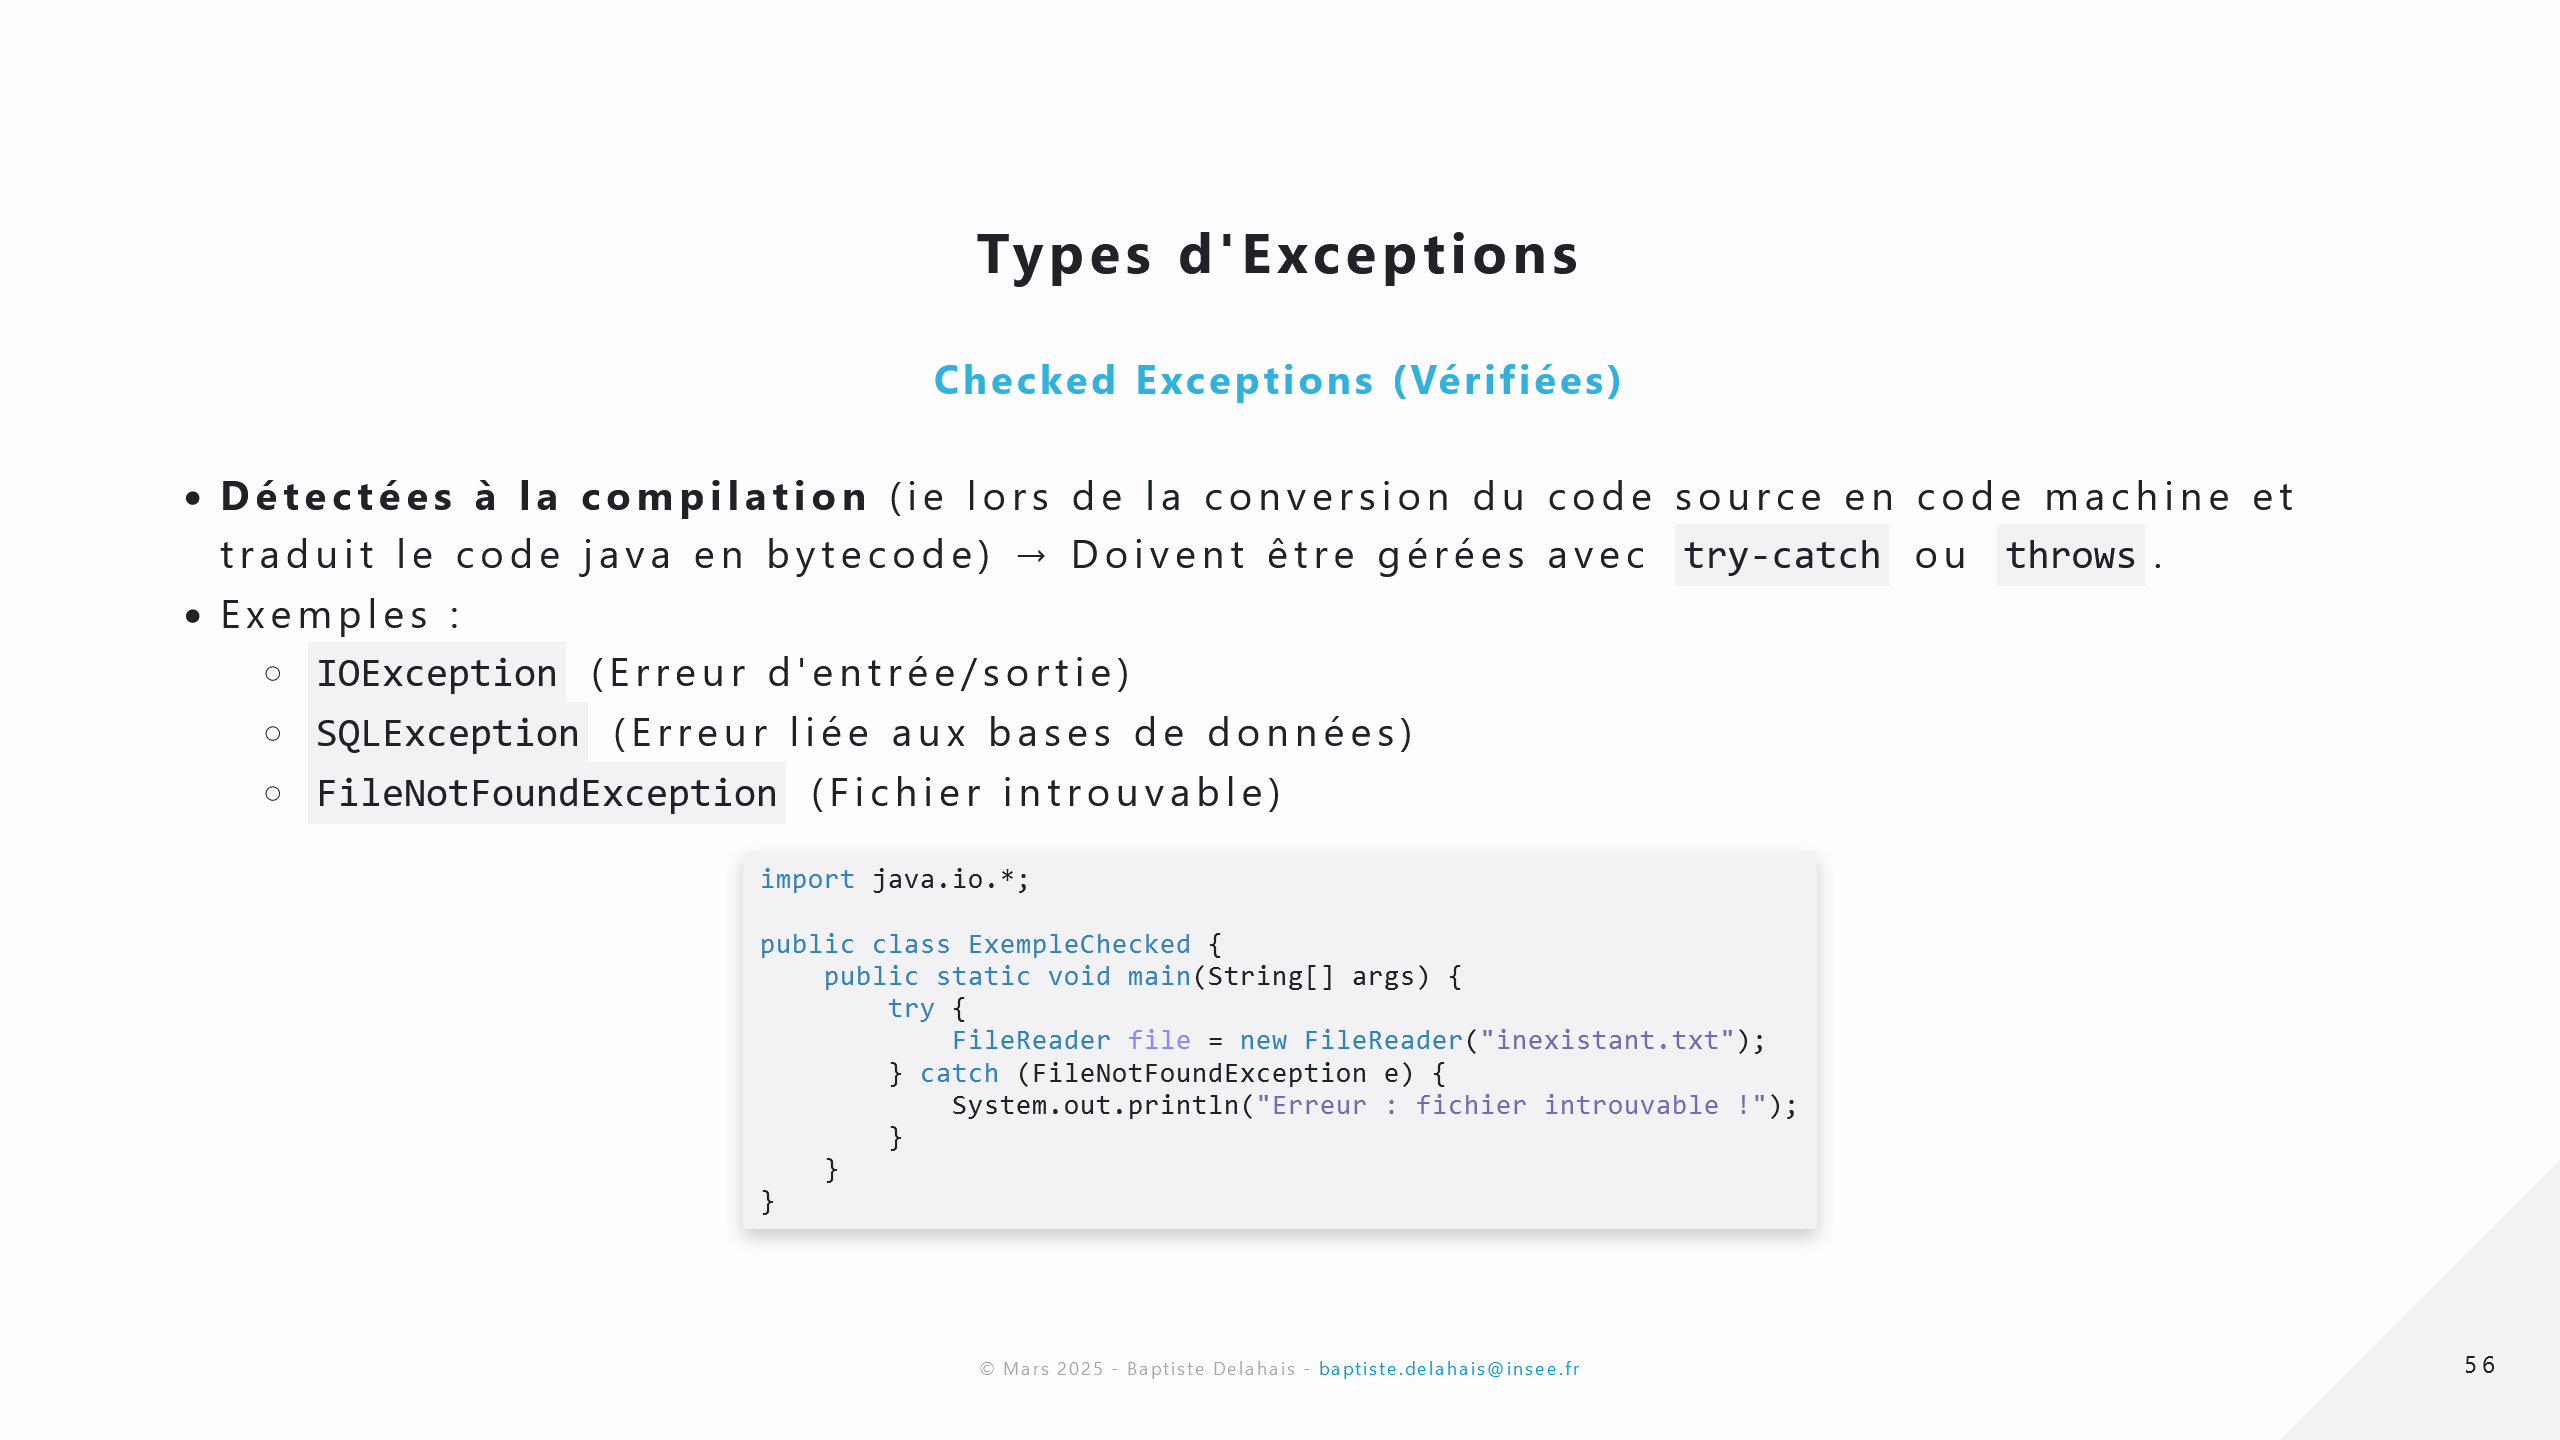 Types d'Exceptions
Checked Exceptions (Vérifiées)
• Détectées à la compilation (ie lors de la conversion du code source en code machine et
traduit le code java en bytecode) → Doivent être gérées avec try-catch ou throws.
• Exemples :
○ IOException (Erreur d'entrée/sortie)
○ SQLException (Erreur liée aux bases de données)
○ FileNotFoundException (Fichier introuvable)
import java.io.*;

public class ExempleChecked {
    public static void main(String[] args) {
        try {
            FileReader file = new FileReader("inexistant.txt");
        } catch (FileNotFoundException e) {
            System.out.println("Erreur : fichier introuvable !");
        }
    }
}
© Mars 2025 - Baptiste Delahais - baptiste.delahais@insee.fr
56